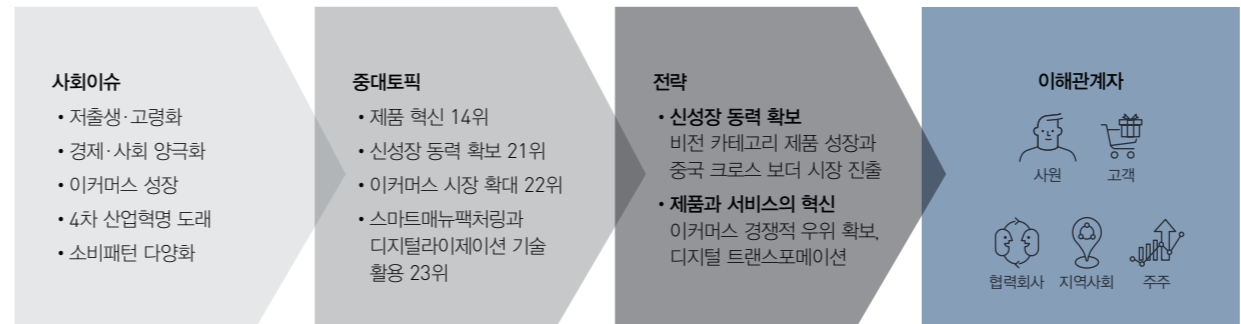 사회이슈
• 저출생·고령화
• 경제·사회 양극화
• 이커머스 성장
• 4차 산업혁명 도래
• 소비패턴 다양화
중대토픽
• 제품 혁신 14위
• 신성장 동력 확보 21위
• 이커머스 시장 확대 22위
• 스마트매뉴팩처링과
디지털라이제이션 기술
활용 23위
전략
• 신성장 동력 확보
비전 카테고리 제품 성장과
중국 크로스 보더 시장 진출
• 제품과 서비스의 혁신
이커머스 경쟁적 우위 확보,
디지털 트랜스포메이션
이해관계자
사원
고객
협력회사
지역사회
주주